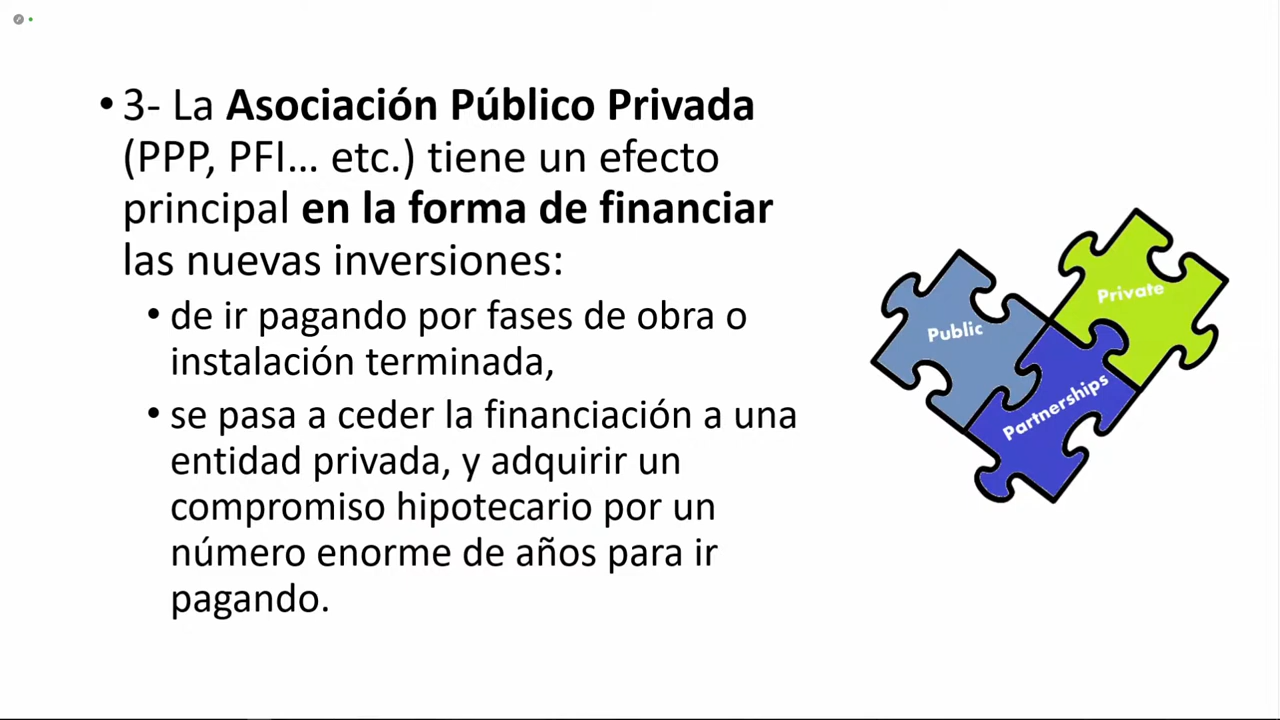 • 3- La Asociación Público Privada
(PPP, PFI... etc.) tiene un efecto
principal en la forma de financiar
las nuevas inversiones:
• de ir pagando por fases de obra o
instalación terminada,
• se pasa a ceder la financiación a una
entidad privada, y adquirir un
compromiso hipotecario por un
número enorme de años para ir
pagando.
Public
Private
Partnerships